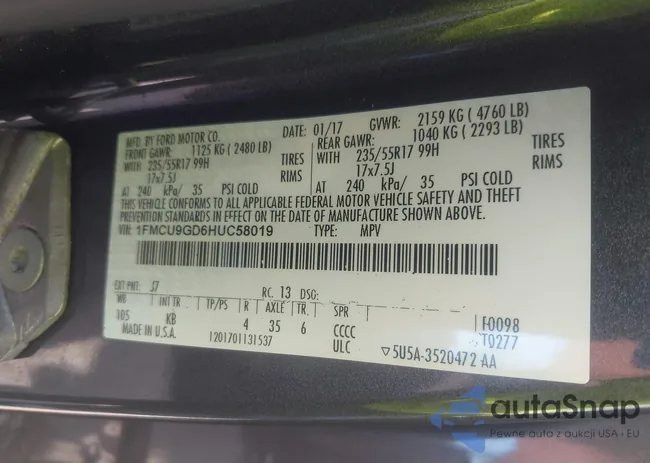 MFD. BY FORD MOTOR CO.
DATE: 01/17 GVWR: 2159 KG ( 4760 LB)
FRONT GAWR: 1125 KG ( 2480 LB) REAR GAWR: 1040 KG ( 2293 LB)
WITH 235/55R17 99H TIRES WITH 235/55R17 99H TIRES
17x7.5J RIMS 17x7.5J RIMS
AT 240 kPa/ 35 PSI COLD AT 240 kPa/ 35 PSI COLD
THIS VEHICLE CONFORMS TO ALL APPLICABLE FEDERAL MOTOR VEHICLE SAFETY AND THEFT
PREVENTION STANDARDS IN EFFECT ON THE DATE OF MANUFACTURE SHOWN ABOVE.
VIN: 1FMCU9GD6HUC58019 TYPE: MPV
EXT PNT: J7 RC: 13 DSO:
WB INT TR TP/PS R AXLE TR SPR
105 KB 4 35 6 CCCC F0098
MADE IN U.S.A. 1201701131537 ULC T0277
5U5A-3520472 AA
autaSnap
Pewne auta z aukcji USA · EU